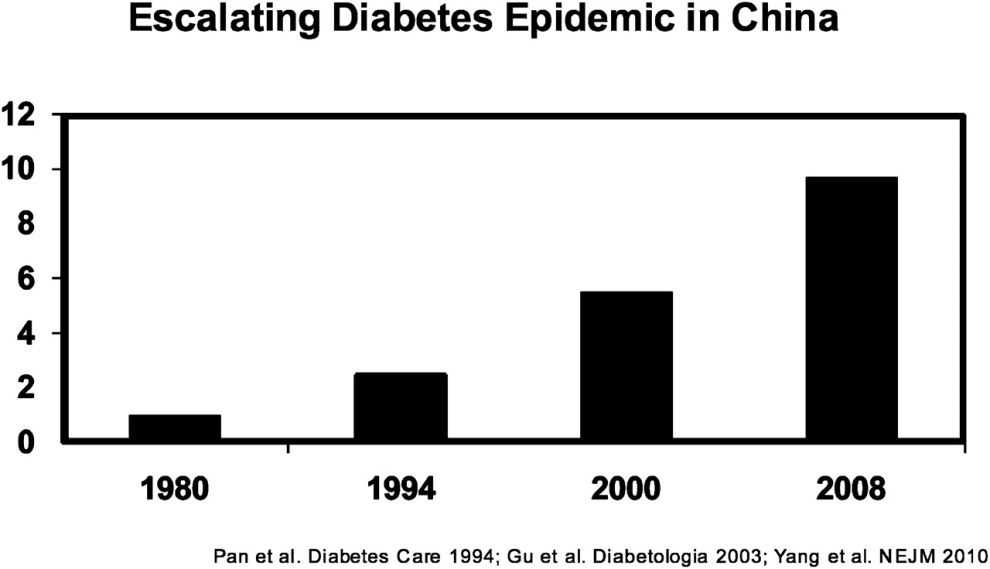 Escalating Diabetes Epidemic in China
12
10
8
6
4
2
0
1980 1994 2000 2008
Pan et al. Diabetes Care 1994; Gu et al. Diabetologia 2003; Yang et al. NEJM 2010